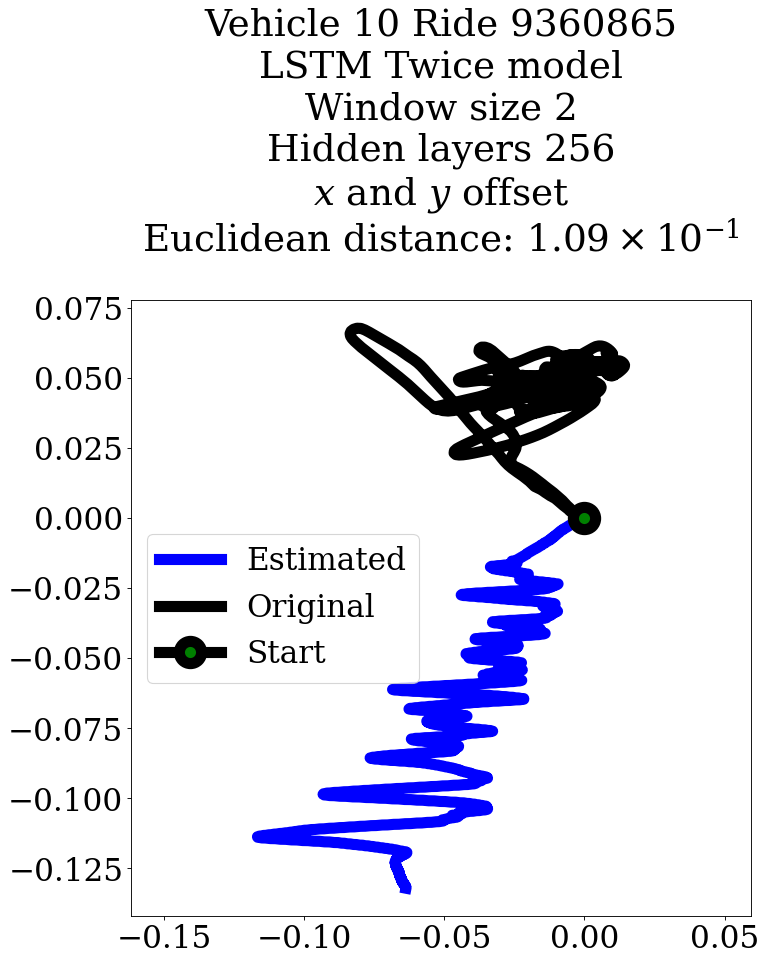 Vehicle 10 Ride 9360865
LSTM Twice model
Window size 2
Hidden layers 256
x and y offset
Euclidean distance: 1.09 × 10⁻¹
0.075
0.050
0.025
0.000
−0.025
−0.050
−0.075
−0.100
−0.125
Estimated
Original
Start
−0.15 −0.10 −0.05 0.00 0.05